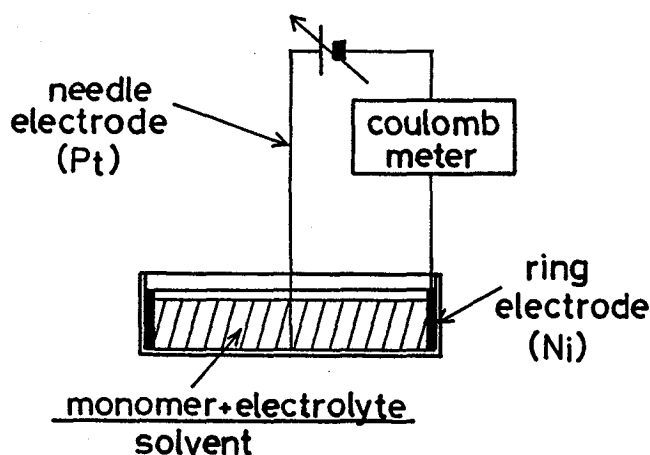 needle
electrode
(Pt)
coulomb
meter
ring
electrode
(Ni)
monomer+electrolyte
solvent